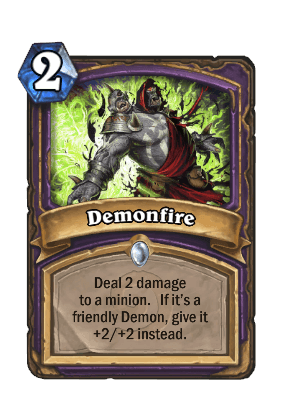 2
Demonfire
Deal 2 damage
to a minion. If it's a
friendly Demon, give it
+2/+2 instead.